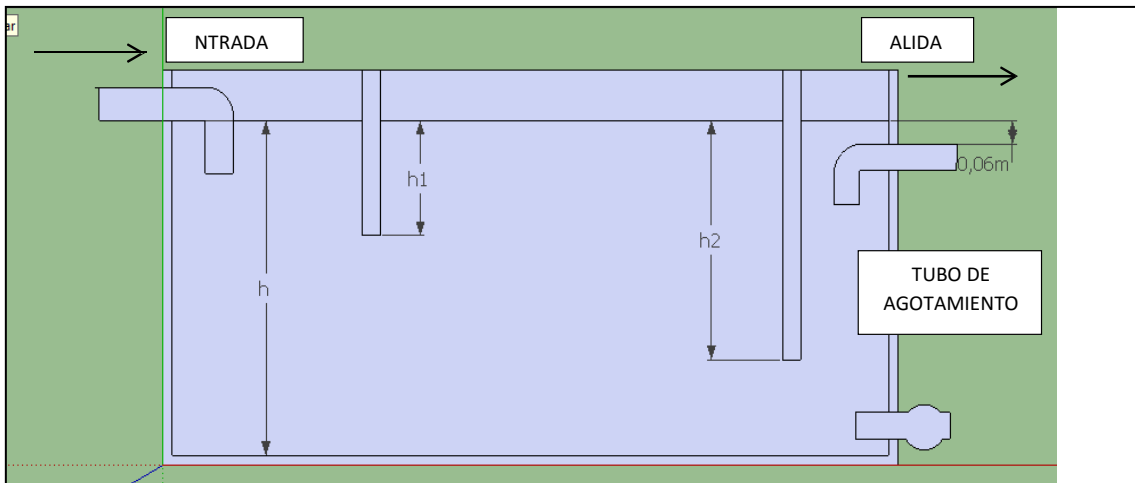 ar
NTRADA
ALIDA
h1
0,06m
h2
h
TUBO DE
AGOTAMIENTO